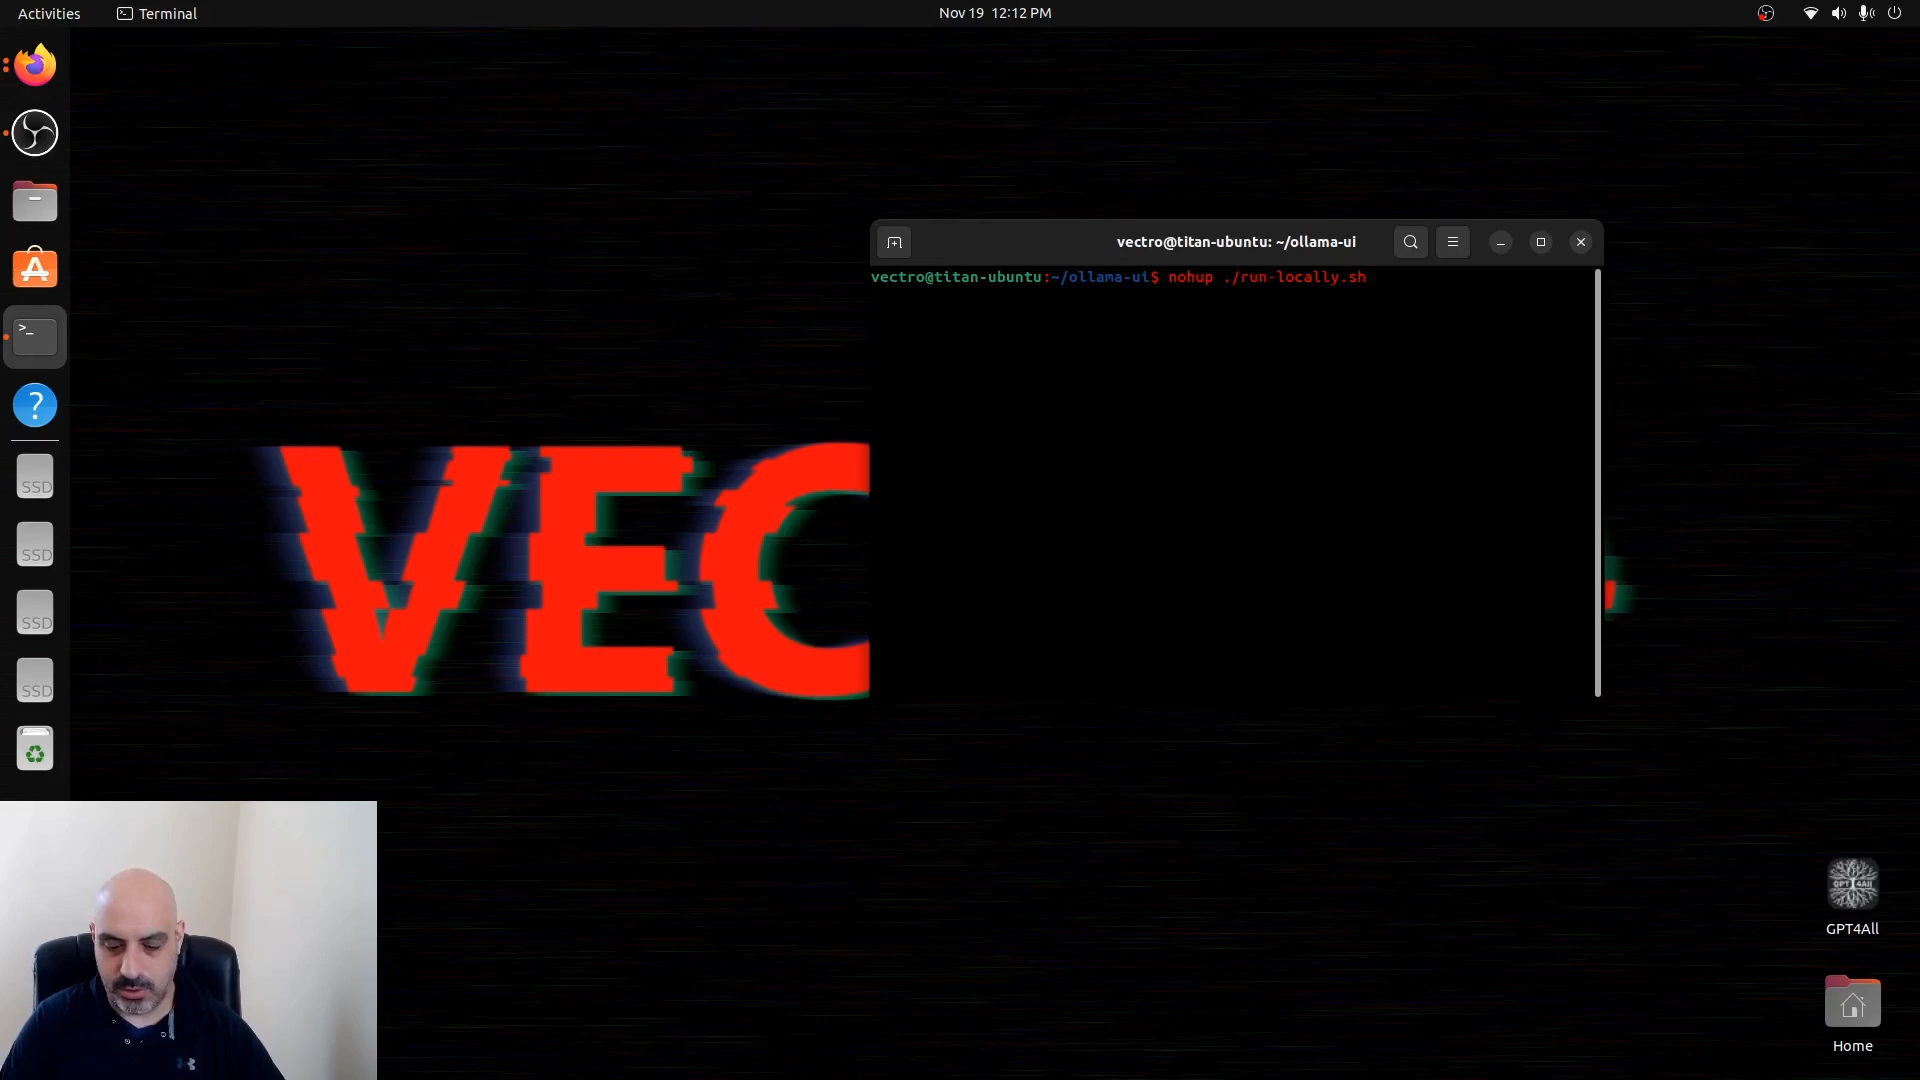 Activities
Terminal
Nov 19 12:12 PM
vectro@titan-ubuntu: ~/ollama-ui
vectro@titan-ubuntu:~/ollama-ui$ nohup ./run-locally.sh
>_
?
SSD
SSD
SSD
SSD
VEC
GPT4All
GPT4All
Home